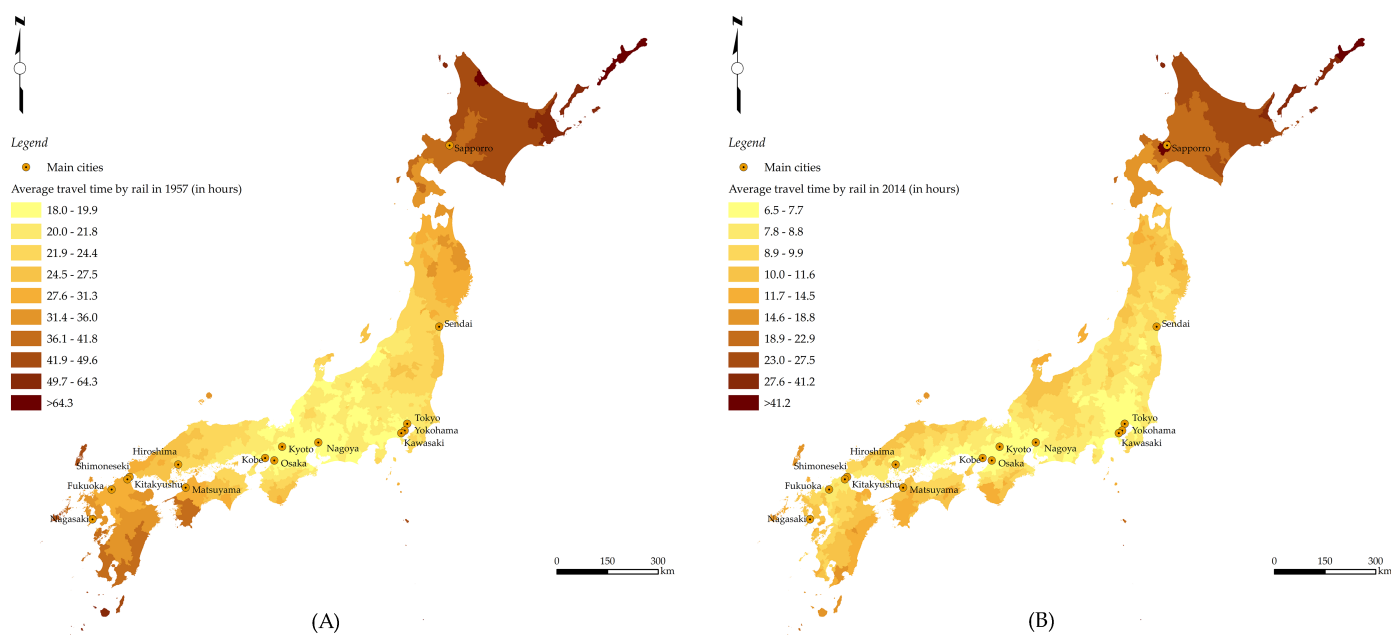 N
Legend
Main cities
Average travel time by rail in 1957 (in hours)
18.0 - 19.9
20.0 - 21.8
21.9 - 24.4
24.5 - 27.5
27.6 - 31.3
31.4 - 36.0
36.1 - 41.8
41.9 - 49.6
49.7 - 64.3
>64.3
Sapporro
Sendai
Tokyo
Yokohama
Kawasaki
Nagoya
Kyoto
Kobe
Osaka
Hiroshima
Shimoneseki
Kitakyushu
Fukuoka
Matsuyama
Nagasaki
0 150 300
km
(A)
N
Legend
Main cities
Average travel time by rail in 2014 (in hours)
6.5 - 7.7
7.8 - 8.8
8.9 - 9.9
10.0 - 11.6
11.7 - 14.5
14.6 - 18.8
18.9 - 22.9
23.0 - 27.5
27.6 - 41.2
>41.2
Sapporro
Sendai
Tokyo
Yokohama
Kawasaki
Nagoya
Kyoto
Kobe
Osaka
Hiroshima
Shimoneseki
Kitakyushu
Fukuoka
Matsuyama
Nagasaki
0 150 300
km
(B)